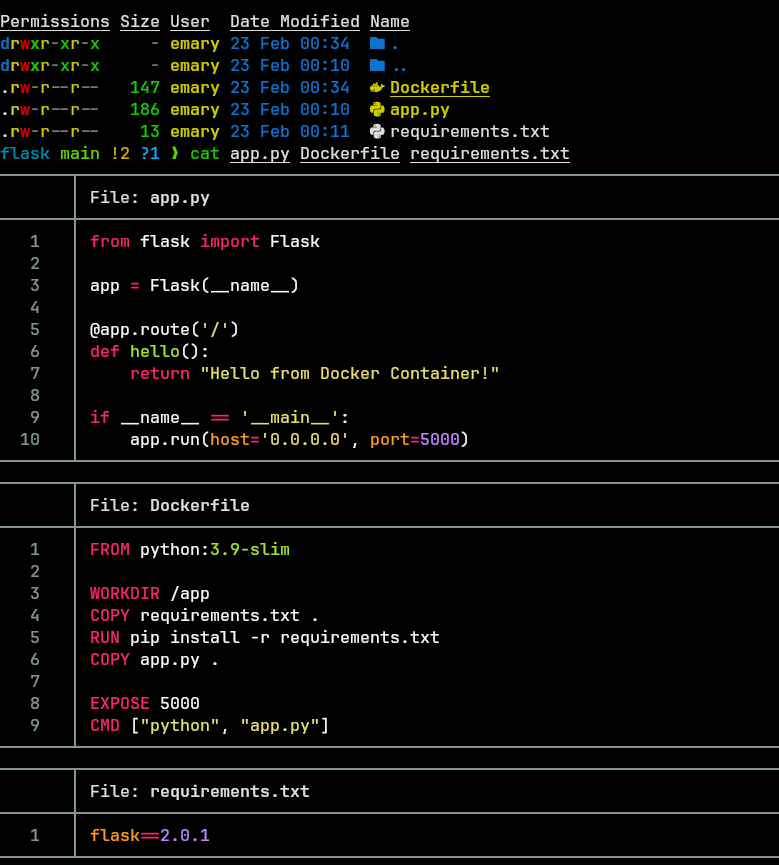 Permissions Size User Date Modified Name
drwxr-xr-x - emary 23 Feb 00:34 .
drwxr-xr-x - emary 23 Feb 00:10 ..
.rw-r--r-- 147 emary 23 Feb 00:34 Dockerfile
.rw-r--r-- 186 emary 23 Feb 00:10 app.py
.rw-r--r-- 13 emary 23 Feb 00:11 requirements.txt
flask main !2 ?1 ❯ cat app.py Dockerfile requirements.txt
File: app.py
1 from flask import Flask
2
3 app = Flask(__name__)
4
5 @app.route('/')
6 def hello():
7     return "Hello from Docker Container!"
8
9 if __name__ == '__main__':
10     app.run(host='0.0.0.0', port=5000)
File: Dockerfile
1 FROM python:3.9-slim
2
3 WORKDIR /app
4 COPY requirements.txt .
5 RUN pip install -r requirements.txt
6 COPY app.py .
7
8 EXPOSE 5000
9 CMD ["python", "app.py"]
File: requirements.txt
1 flask==2.0.1